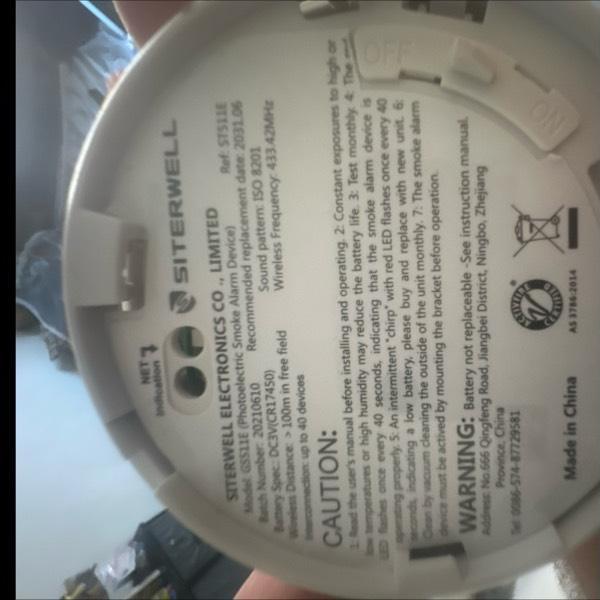 NET
Indication
SITERWELL
SITERWELL ELECTRONICS CO., LIMITED Ref: ST511E
Model: GS511E (Photoelectric Smoke Alarm Device)
Batch Number: 20210610 Recommended replacement date: 2031.06
Battery Spec: DC3V(CR17450) Sound pattern: ISO 8201
Wireless Distance: >100m in free field Wireless Frequency: 433.42MHz
Interconnection: up to 40 devices
CAUTION:
1: Read the user's manual before installing and operating. 2: Constant exposures to high or
low temperatures or high humidity may reduce the battery life. 3: Test monthly. 4: The
LED flashes once every 40 seconds, indicating that the smoke alarm device is
operating properly. 5: An intermittent "chirp" with red LED flashes once every 40
seconds, indicating a low battery, please buy and replace with new unit. 6:
Clean by vacuum cleaning the outside of the unit monthly. 7: The smoke alarm
device must be actived by mounting the bracket before operation.
WARNING: Battery not replaceable -See instruction manual.
Address: No.666 Qingfeng Road, Jiangbei District, Ningbo, Zhejiang
Province, China
Tel 0086-574-87729581
Made in China
ACTIVFIRE
AS 3786:2014
OFF
ON